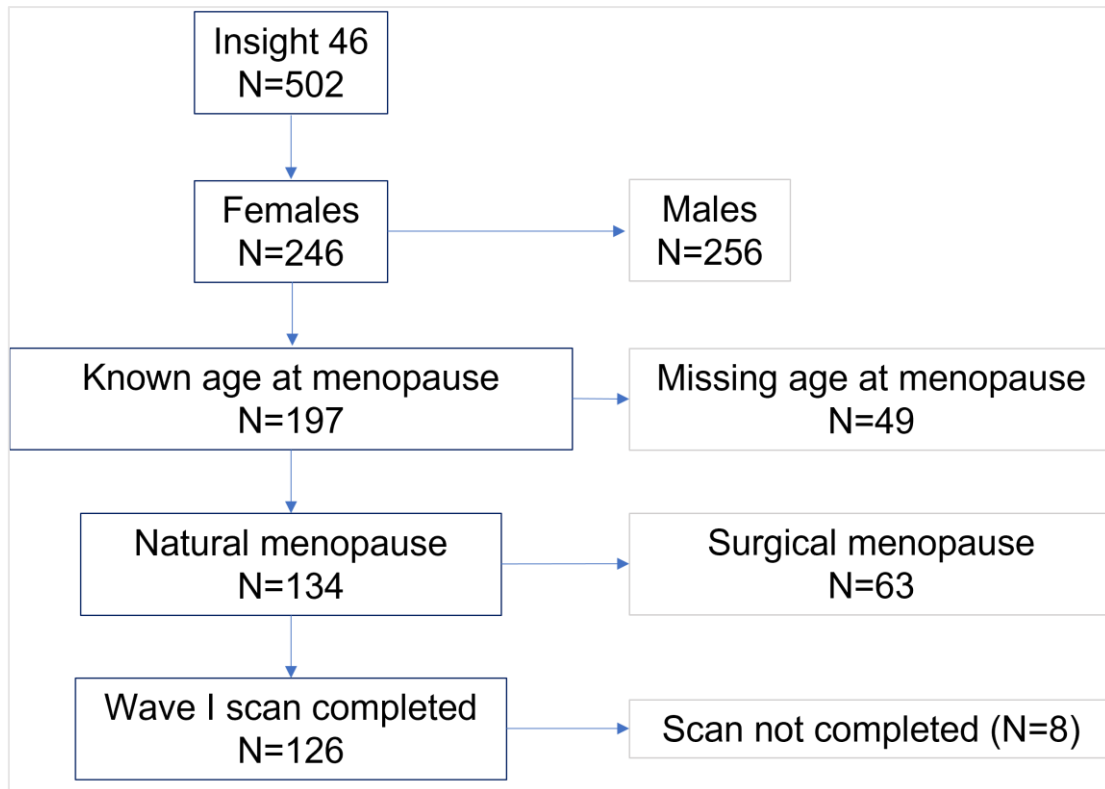 Insight 46
N=502
Females
N=246
Males
N=256
Known age at menopause
N=197
Missing age at menopause
N=49
Natural menopause
N=134
Surgical menopause
N=63
Wave I scan completed
N=126
Scan not completed (N=8)